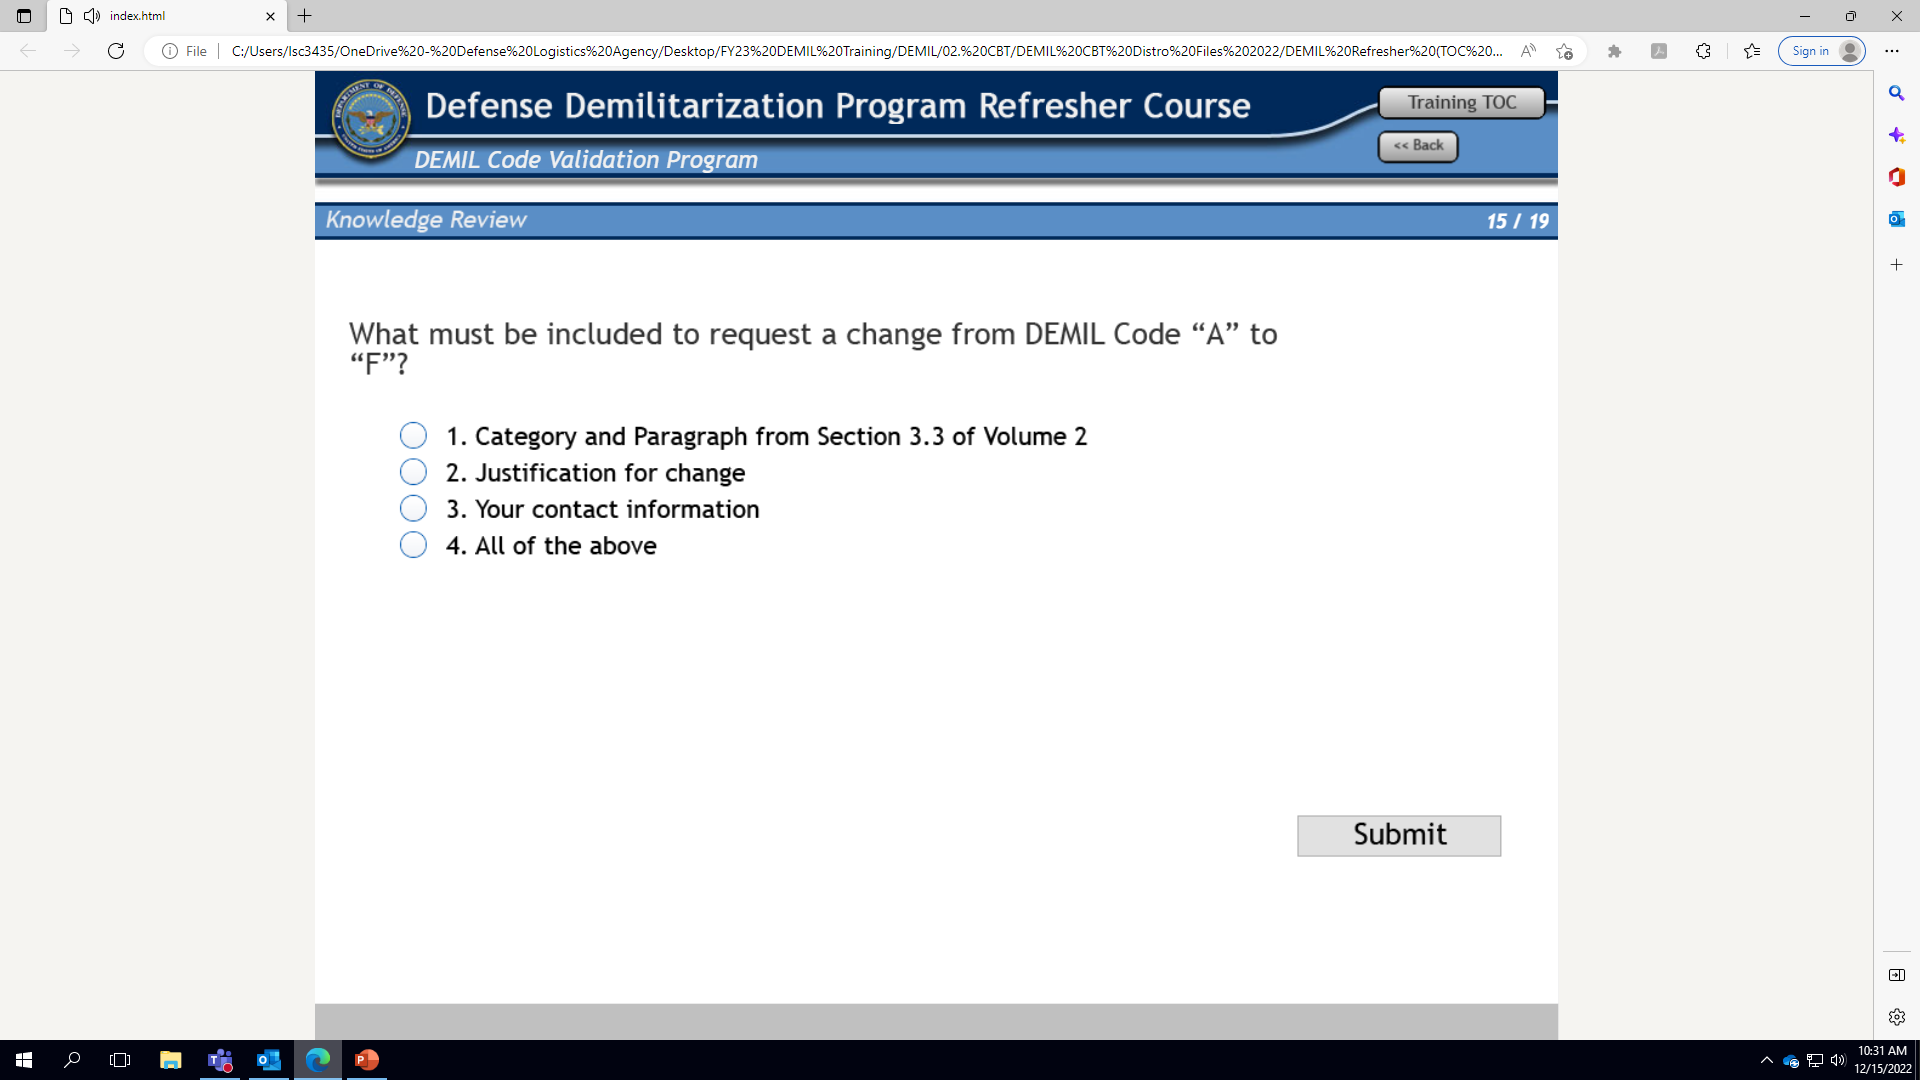 index.html
File
C:/Users/lsc3435/OneDrive%20-%20Defense%20Logistics%20Agency/Desktop/FY23%20DEMIL%20Training/DEMIL/02.%20CBT/DEMIL%20CBT%20Distro%20Files%202022/DEMIL%20Refresher%20(TOC%20...
Sign in
Defense Demilitarization Program Refresher Course
Training TOC
<< Back
DEMIL Code Validation Program
Knowledge Review
15 / 19
What must be included to request a change from DEMIL Code “A” to
“F”?
1. Category and Paragraph from Section 3.3 of Volume 2
2. Justification for change
3. Your contact information
4. All of the above
Submit
10:31 AM
12/15/2022